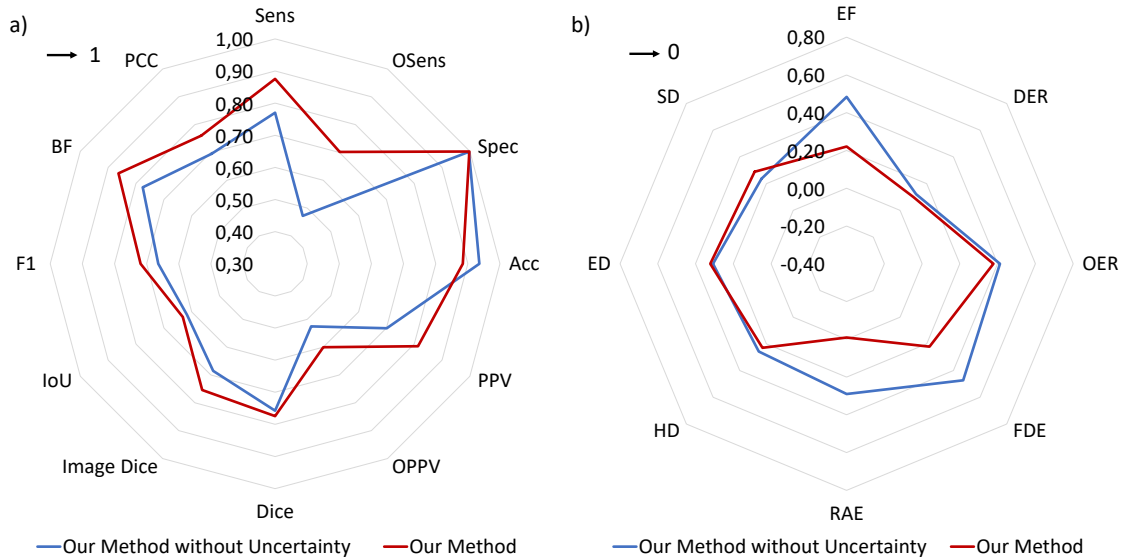 a)
→ 1
Sens
OSens
Spec
Acc
PPV
OPPV
Dice
Image Dice
IoU
F1
BF
PCC
1,00
0,90
0,80
0,70
0,60
0,50
0,40
0,30
Our Method without Uncertainty
Our Method
b)
→ 0
EF
DER
OER
FDE
RAE
HD
ED
SD
0,80
0,60
0,40
0,20
0,00
-0,20
-0,40
Our Method without Uncertainty
Our Method